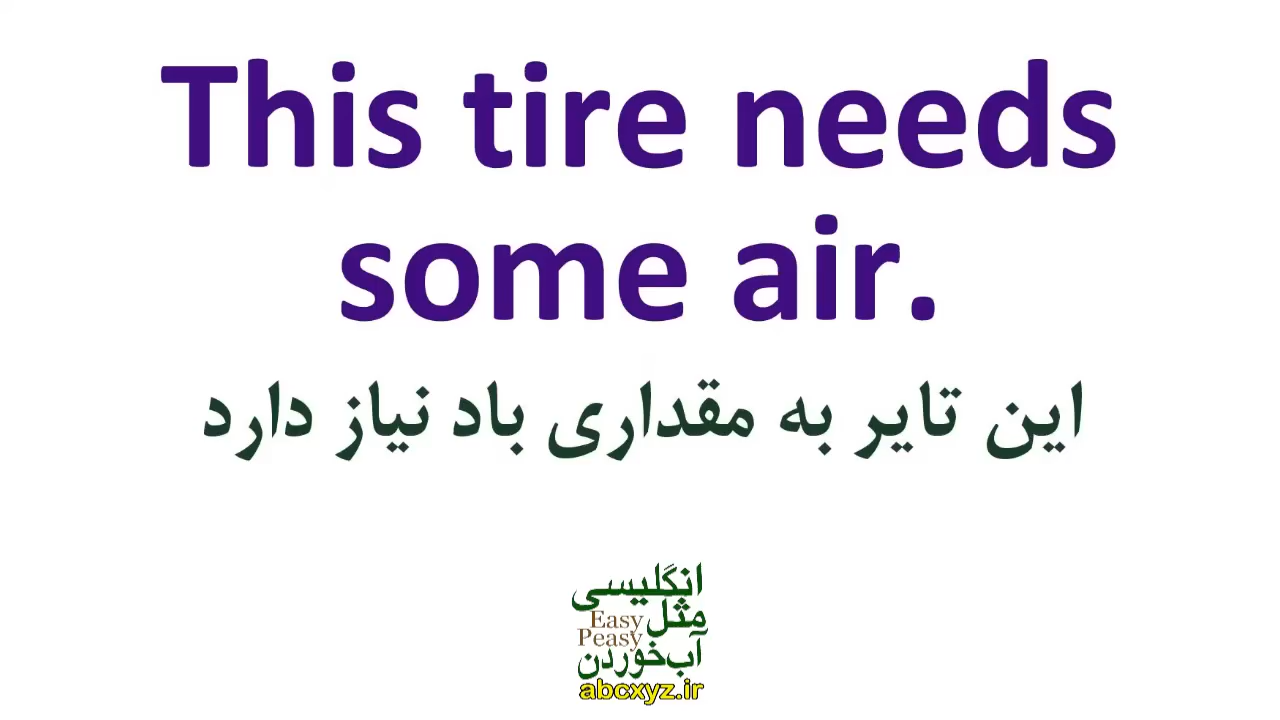 This tire needs
some air.
این تایر به مقداری باد نیاز دارد
انگلیسی
مثل
Easy
Peasy
آب‌خوردن
abcxyz.ir